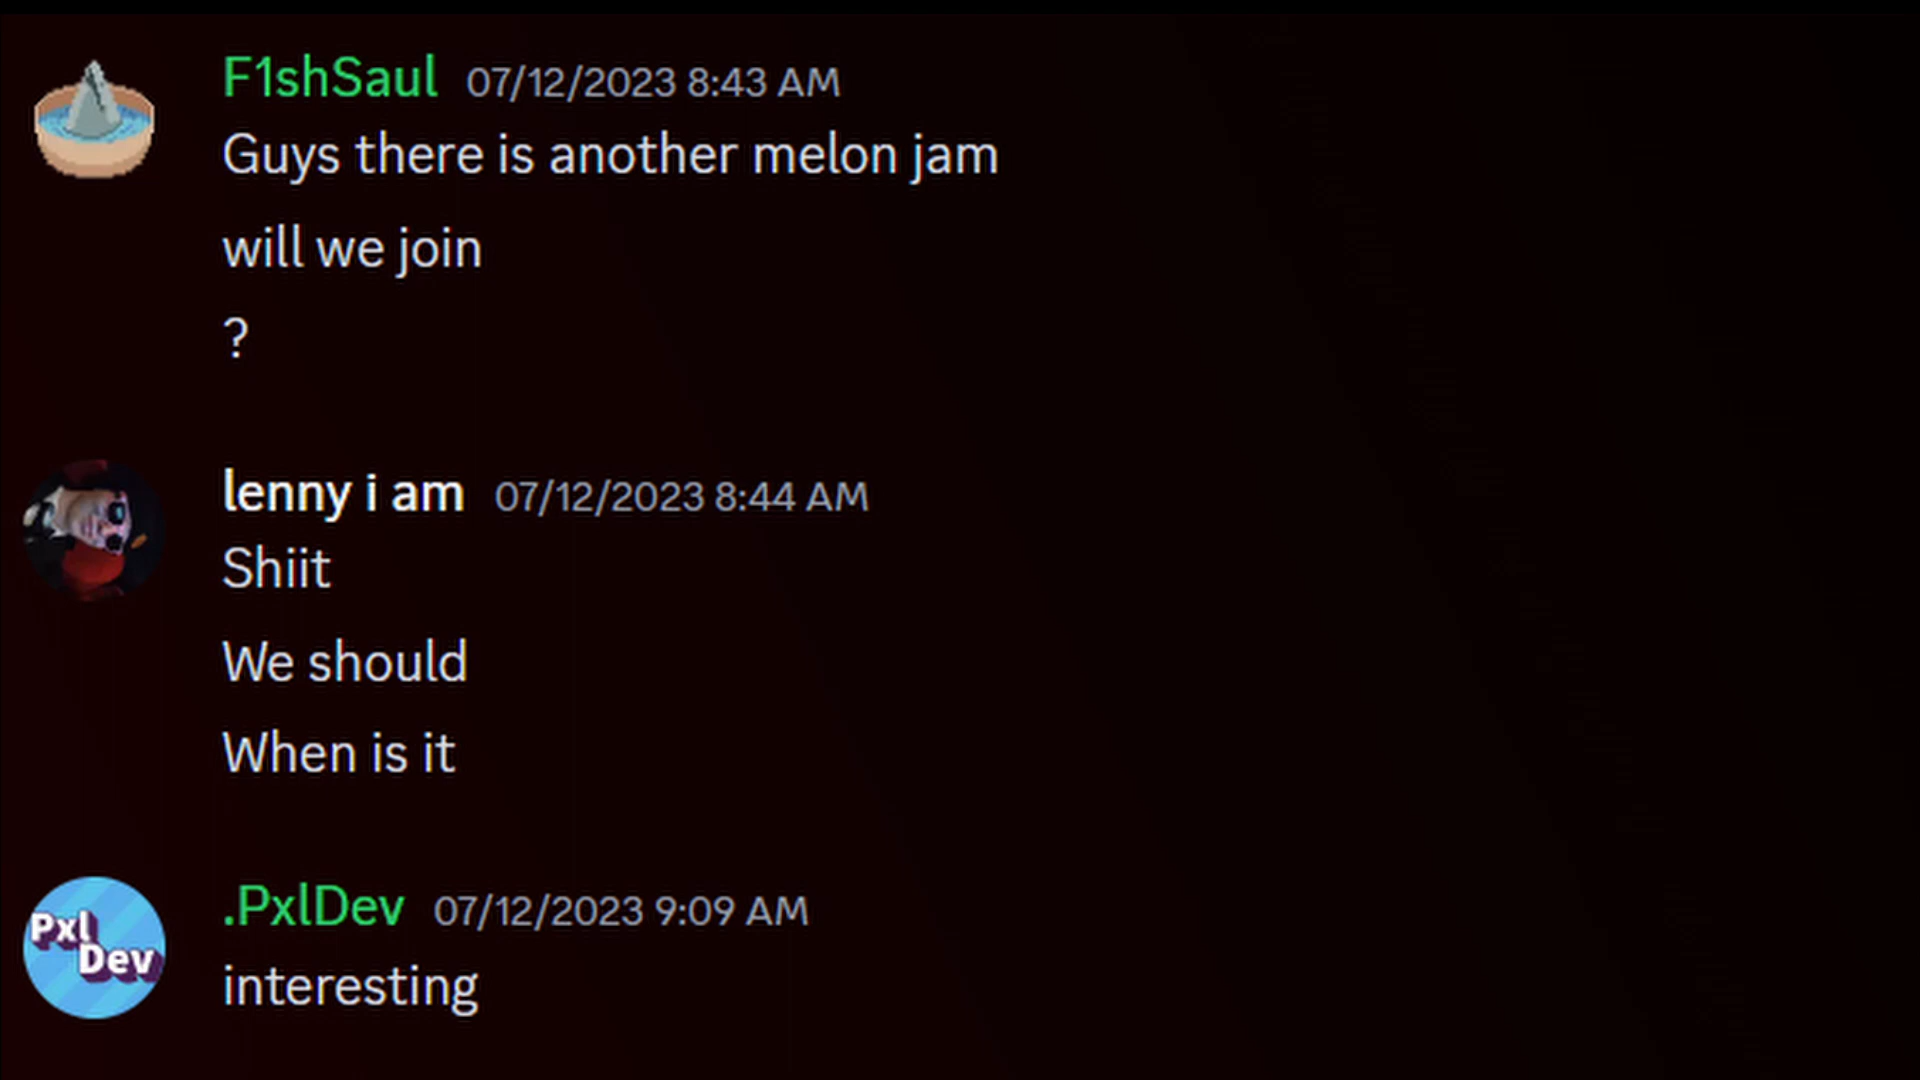 F1shSaul 07/12/2023 8:43 AM
Guys there is another melon jam
will we join
?
lenny i am 07/12/2023 8:44 AM
Shiit
We should
When is it
Pxl
Dev
.PxlDev 07/12/2023 9:09 AM
interesting